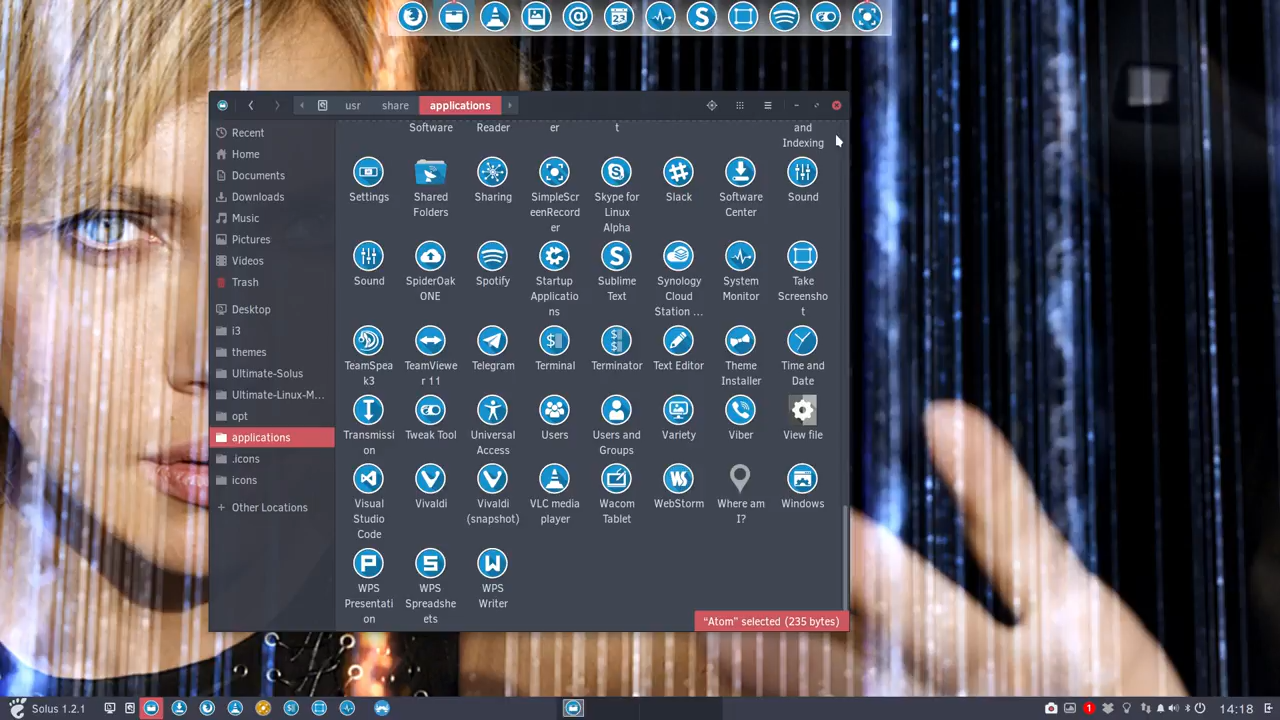 23
usr
share
applications
Recent
Home
Documents
Downloads
Music
Pictures
Videos
Trash
Desktop
i3
themes
Ultimate-Solus
Ultimate-Linux-M...
opt
applications
.icons
icons
Other Locations
Software
Reader
er
t
and
Indexing
Settings
Shared
Folders
Sharing
SimpleScr
eenRecord
er
Skype for
Linux
Alpha
Slack
Software
Center
Sound
Sound
SpiderOak
ONE
Spotify
Startup
Applicatio
ns
Sublime
Text
Synology
Cloud
Station ...
System
Monitor
Take
Screensho
t
TeamSpea
k3
TeamViewe
r 11
Telegram
Terminal
Terminator
Text Editor
Theme
Installer
Time and
Date
Transmissi
on
Tweak Tool
Universal
Access
Users
Users and
Groups
Variety
Viber
View file
Visual
Studio
Code
Vivaldi
Vivaldi
(snapshot)
VLC media
player
Wacom
Tablet
WebStorm
Where am
I?
Windows
WPS
Presentati
on
WPS
Spreadshe
ets
WPS
Writer
"Atom" selected (235 bytes)
Solus 1.2.1
1
14:18